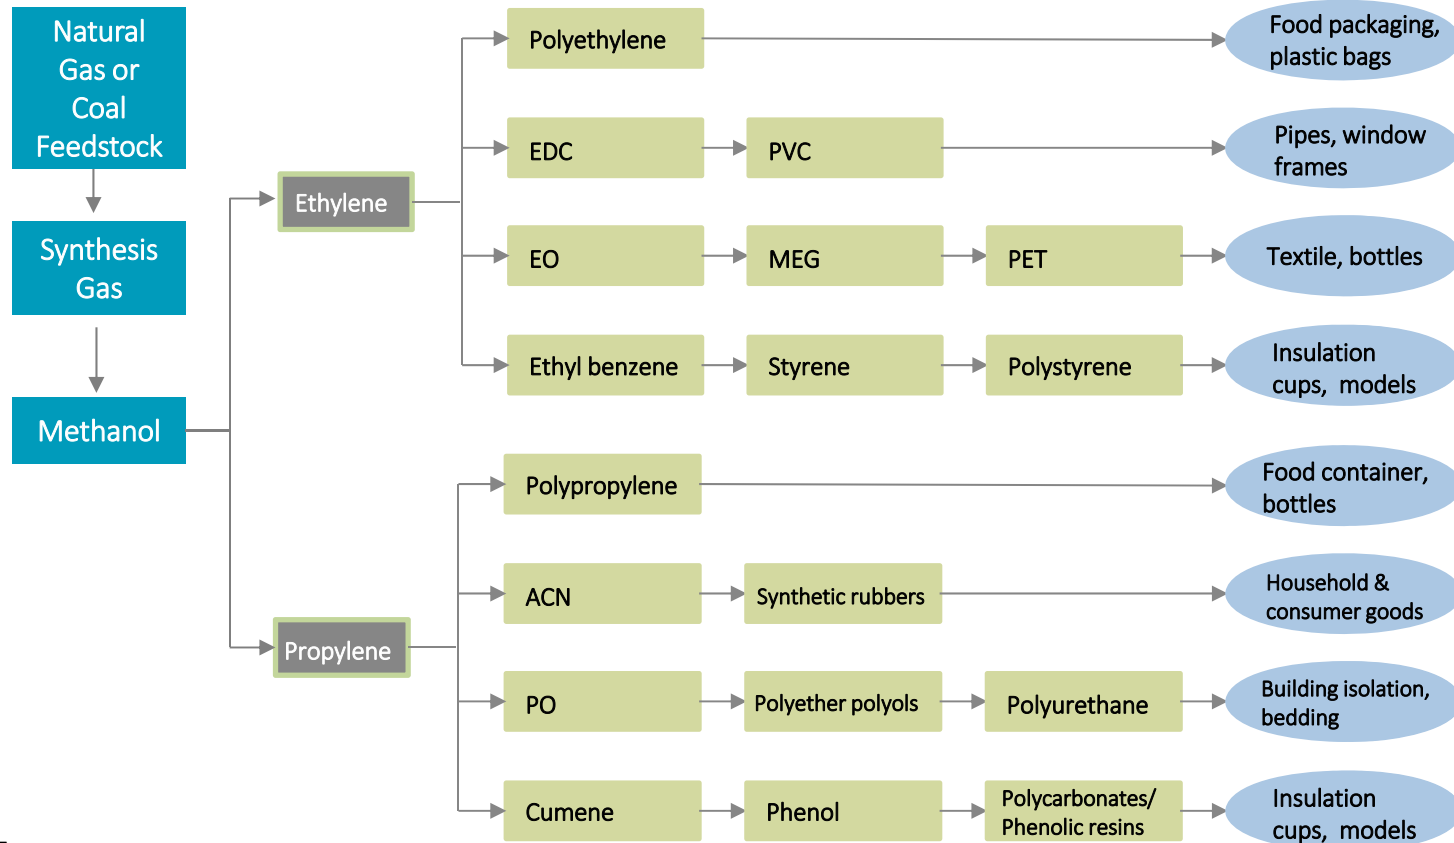 Natural
Gas or
Coal
Feedstock
Synthesis
Gas
Methanol
Ethylene
Polyethylene
Food packaging,
plastic bags
EDC
PVC
Pipes, window
frames
EO
MEG
PET
Textile, bottles
Ethyl benzene
Styrene
Polystyrene
Insulation
cups, models
Propylene
Polypropylene
Food container,
bottles
ACN
Synthetic rubbers
Household &
consumer goods
PO
Polyether polyols
Polyurethane
Building isolation,
bedding
Cumene
Phenol
Polycarbonates/
Phenolic resins
Insulation
cups, models